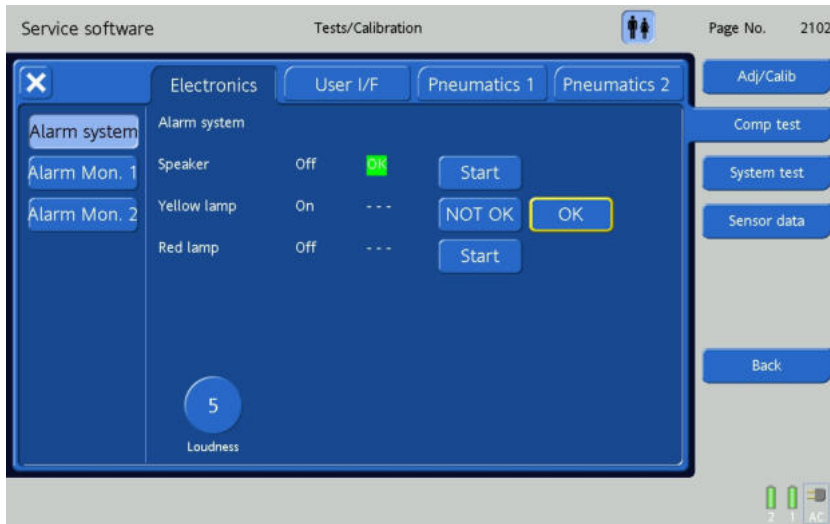 Service software Tests/Calibration Page No. 2102
Electronics User I/F Pneumatics 1 Pneumatics 2 Adj/Calib
Alarm system Alarm system Comp test
Alarm Mon. 1 Speaker Off OK Start System test
Alarm Mon. 2 Yellow lamp On - - - NOT OK OK Sensor data
Red lamp Off - - - Start
Back
5
Loudness
2 1 AC